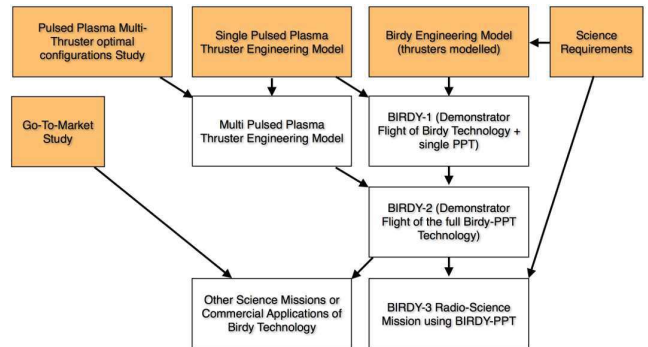 Pulsed Plasma Multi-
Thruster optimal
configurations Study
Single Pulsed Plasma
Thruster Engineering Model
Birdy Engineering Model
(thrusters modelled)
Science
Requirements
Go-To-Market
Study
Multi Pulsed Plasma
Thruster Engineering Model
BIRDY-1 (Demonstrator
Flight of Birdy Technology +
single PPT)
BIRDY-2 (Demonstrator
Flight of the full Birdy-PPT
Technology)
Other Science Missions or
Commercial Applications of
Birdy Technology
BIRDY-3 Radio-Science
Mission using BIRDY-PPT